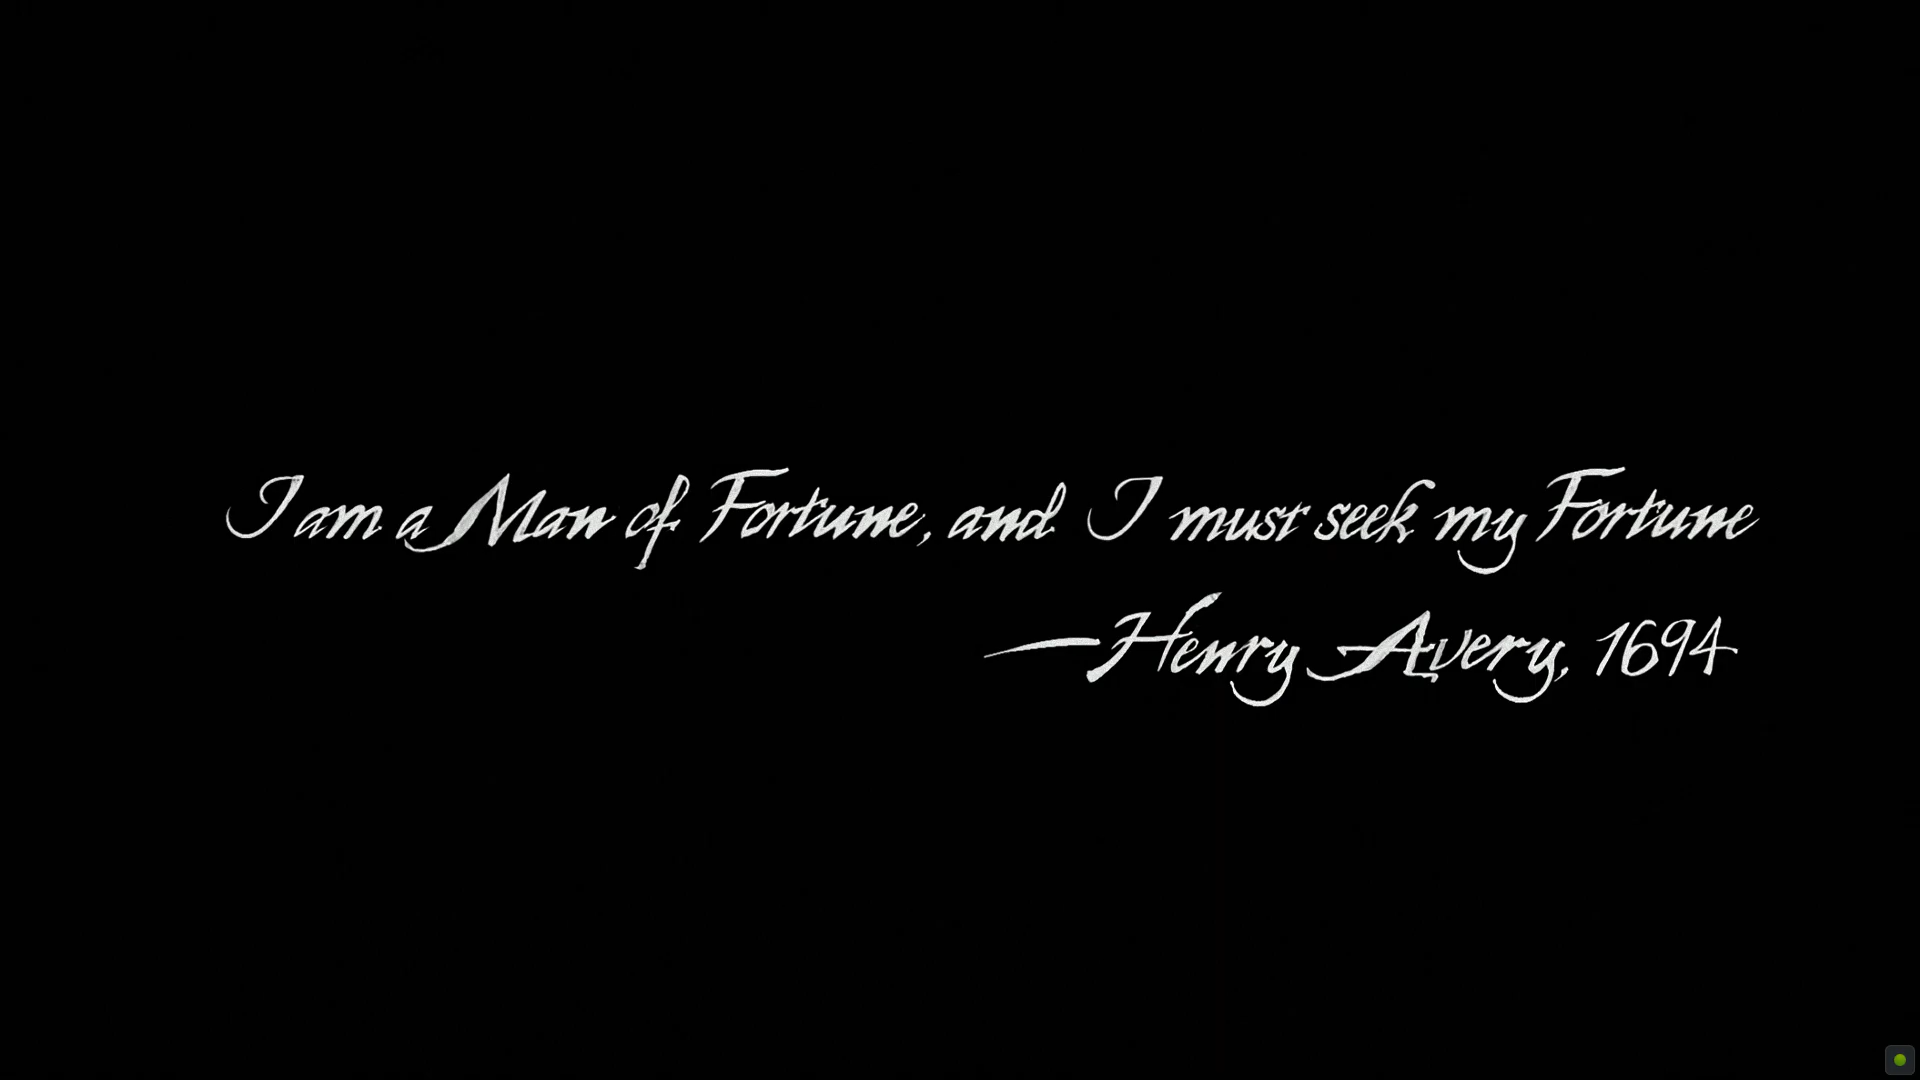 I am a Man of Fortune, and I must seek my Fortune
—Henry Avery, 1694